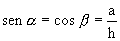 sen α = cos β = a/h